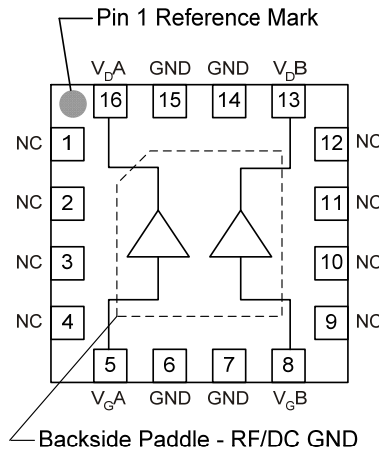 Pin 1 Reference Mark
VDA GND GND VDB
16 15 14 13
NC 1 12 NC
NC 2 11 NC
NC 3 10 NC
NC 4 9 NC
5 6 7 8
VGA GND GND VGB
Backside Paddle - RF/DC GND